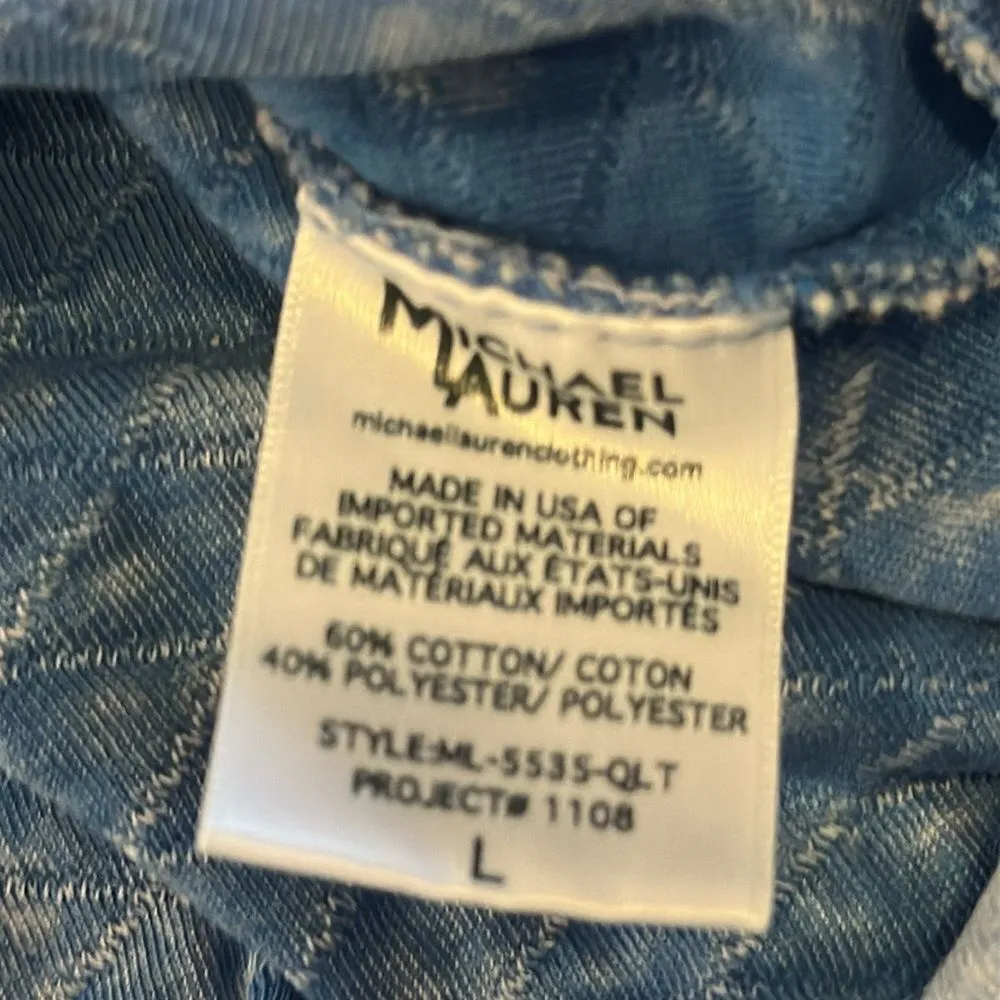 MICHAEL
LAUREN
michaellaurenclothing.com
MADE IN USA OF
IMPORTED MATERIALS
FABRIQUÉ AUX ÉTATS-UNIS
DE MATÉRIAUX IMPORTÉS
60% COTTON/ COTON
40% POLYESTER/ POLYESTER
STYLE:ML-5535-QLT
PROJECT# 1108
L